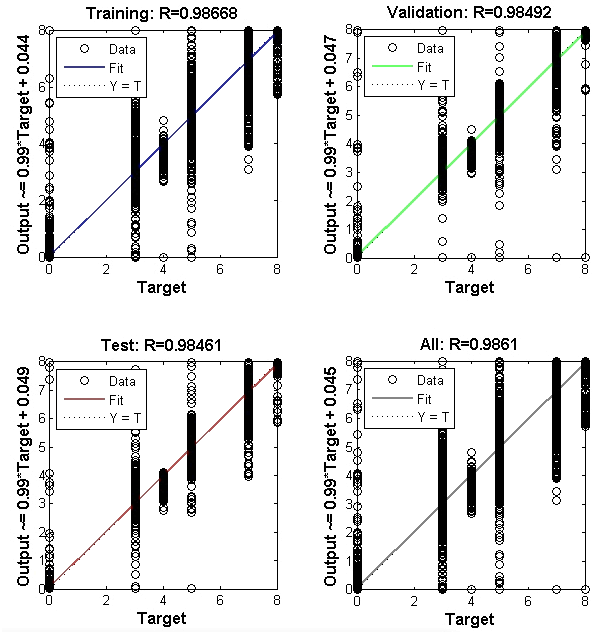 Training: R=0.98668
Output ~= 0.99*Target + 0.044
8
6
4
2
0
Data
Fit
Y = T
0 2 4 6 8
Target
Validation: R=0.98492
Output ~= 0.99*Target + 0.047
8
7
6
5
4
3
2
1
0
Data
Fit
Y = T
0 2 4 6 8
Target
Test: R=0.98461
Output ~= 0.99*Target + 0.049
8
7
6
5
4
3
2
1
0
Data
Fit
Y = T
0 2 4 6 8
Target
All: R=0.9861
Output ~= 0.99*Target + 0.045
8
7
6
5
4
3
2
1
0
Data
Fit
Y = T
0 2 4 6 8
Target